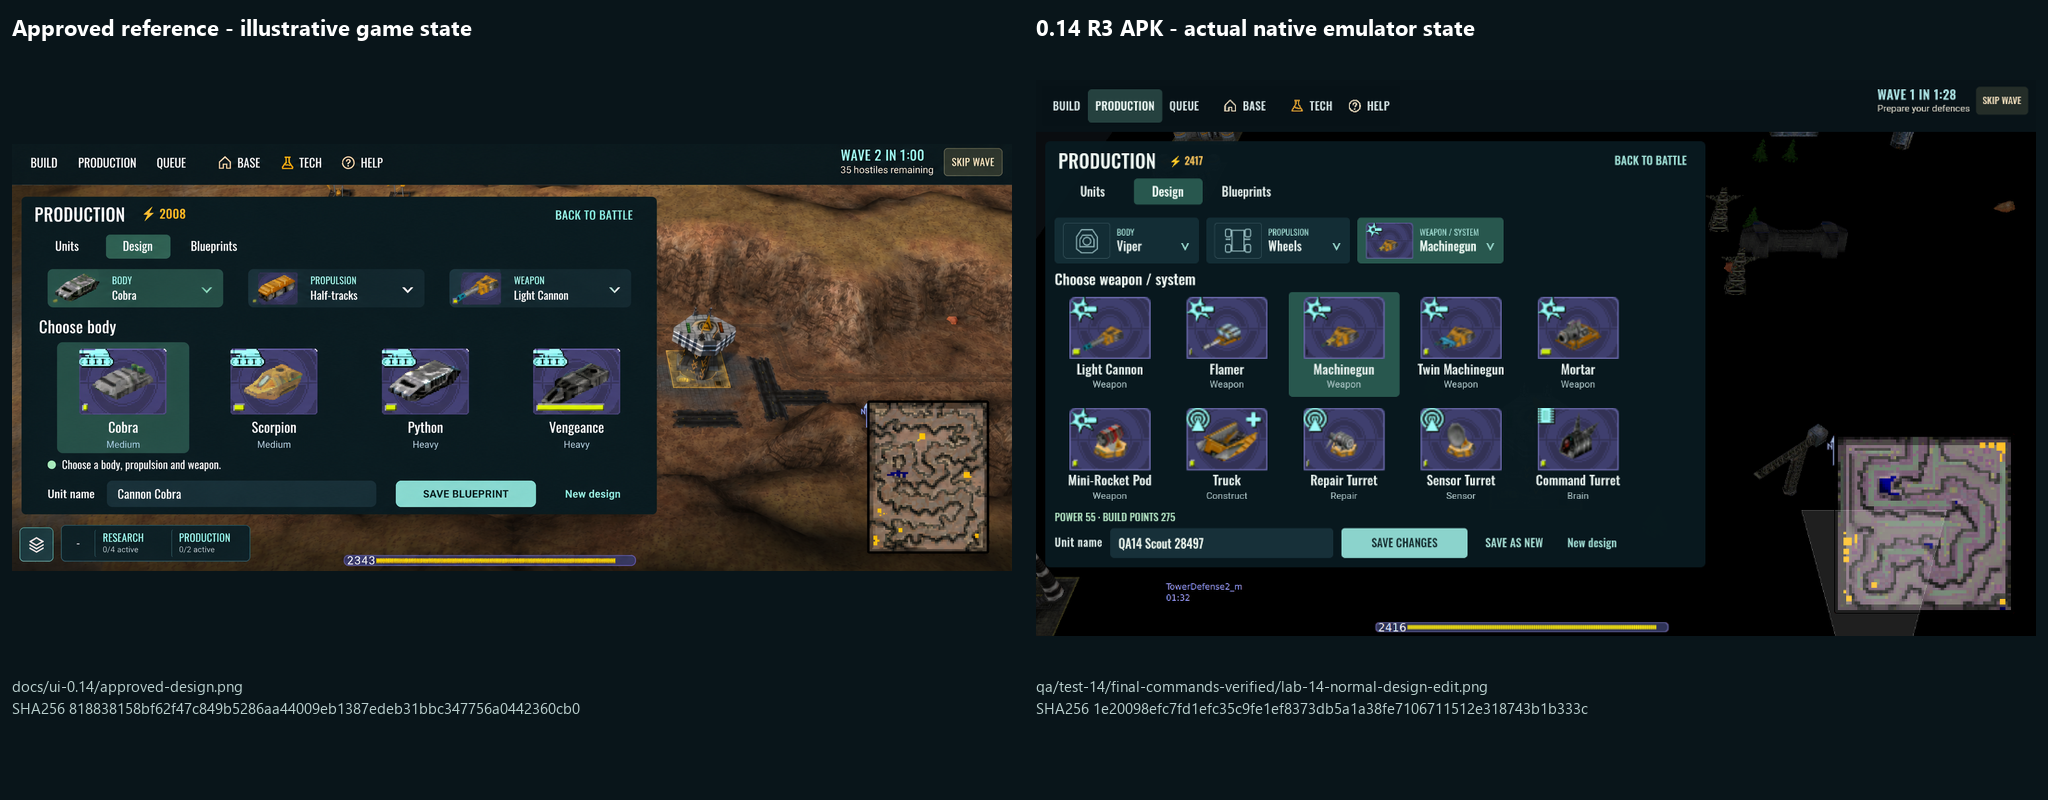 Approved reference - illustrative game state
BUILD PRODUCTION QUEUE BASE TECH HELP
WAVE 2 IN 1:00
35 hostiles remaining
SKIP WAVE
PRODUCTION 2008 BACK TO BATTLE
Units Design Blueprints
BODY
Cobra
PROPULSION
Half-tracks
WEAPON
Light Cannon
Choose body
Cobra
Medium
Scorpion
Medium
Python
Heavy
Vengeance
Heavy
Choose a body, propulsion and weapon.
Unit name Cannon Cobra SAVE BLUEPRINT New design
-
RESEARCH
0/4 active
PRODUCTION
0/2 active
2343
N
docs/ui-0.14/approved-design.png
SHA256 818838158bf62f47c849b5286aa44009eb1387edeb31bbc347756a0442360cb0
0.14 R3 APK - actual native emulator state
BUILD PRODUCTION QUEUE BASE TECH HELP
WAVE 1 IN 1:28
Prepare your defences
SKIP WAVE
PRODUCTION 2417 BACK TO BATTLE
Units Design Blueprints
BODY
Viper
PROPULSION
Wheels
WEAPON / SYSTEM
Machinegun
Choose weapon / system
Light Cannon
Weapon
Flamer
Weapon
Machinegun
Weapon
Twin Machinegun
Weapon
Mortar
Weapon
Mini-Rocket Pod
Weapon
Truck
Construct
Repair Turret
Repair
Sensor Turret
Sensor
Command Turret
Brain
POWER 55 · BUILD POINTS 275
Unit name QA14 Scout 28497 SAVE CHANGES SAVE AS NEW New design
TowerDefense2_m
01:32
2416
N
qa/test-14/final-commands-verified/lab-14-normal-design-edit.png
SHA256 1e20098efc7fd1efc35c9fe1ef8373db5a1a38fe7106711512e318743b1b333c